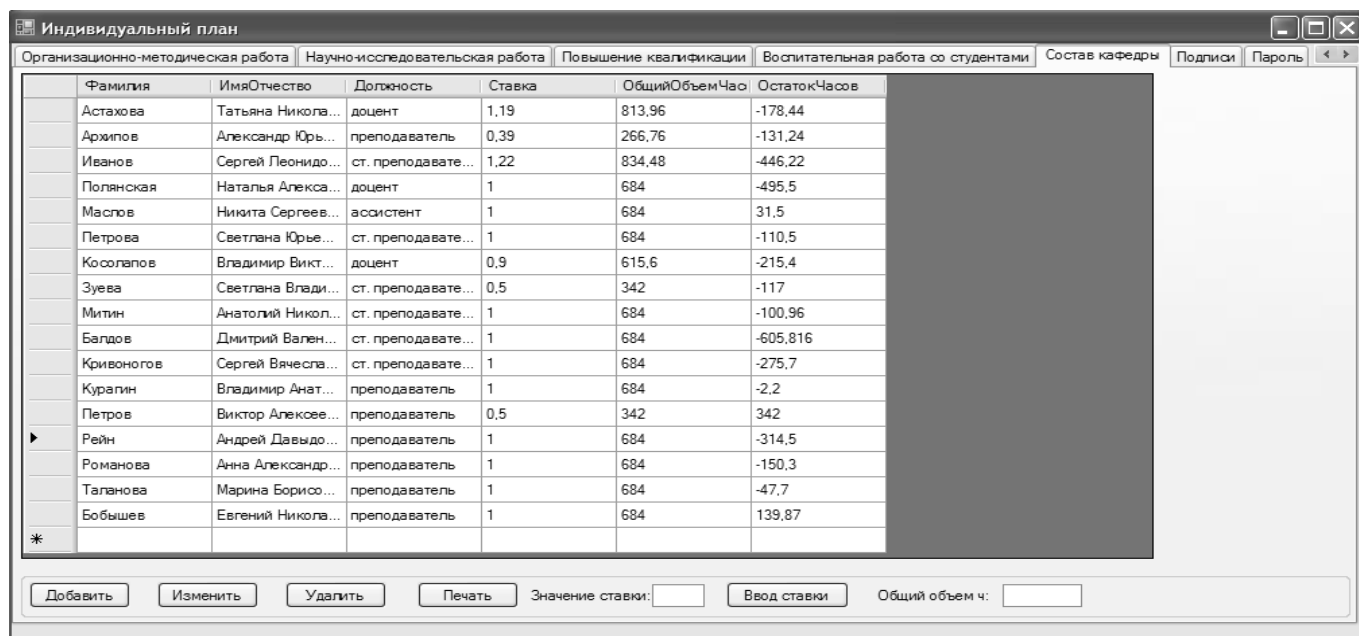 Индивидуальный план
Организационно-методическая работа Научно-исследовательская работа Повышение квалификации Воспитательная работа со студентами Состав кафедры Подписи Пароль
Фамилия ИмяОтчество Должность Ставка ОбщийОбъемЧас ОстатокЧасов
Астахова Татьяна Никола... доцент 1,19 813,96 -178,44
Архипов Александр Юрь... преподаватель 0,39 266,76 -131,24
Иванов Сергей Леонидо... ст. преподавате... 1,22 834,48 -446,22
Полянская Наталья Алекса... доцент 1 684 -495,5
Маслов Никита Сергеев... ассистент 1 684 31,5
Петрова Светлана Юрье... ст. преподавате... 1 684 -110,5
Косолапов Владимир Викт... доцент 0,9 615,6 -215,4
Зуева Светлана Влади... ст. преподавате... 0,5 342 -117
Митин Анатолий Никол... ст. преподавате... 1 684 -100,96
Балдов Дмитрий Вален... ст. преподавате... 1 684 -605,816
Кривоногов Сергей Вячесла... ст. преподавате... 1 684 -275,7
Курагин Владимир Анат... преподаватель 1 684 -2,2
Петров Виктор Алексее... преподаватель 0,5 342 342
Рейн Андрей Давыдо... преподаватель 1 684 -314,5
Романова Анна Александр... преподаватель 1 684 -150,3
Таланова Марина Борисо... преподаватель 1 684 -47,7
Бобышев Евгений Никола... преподаватель 1 684 139,87
Добавить Изменить Удалить Печать Значение ставки: Ввод ставки Общий объем ч: